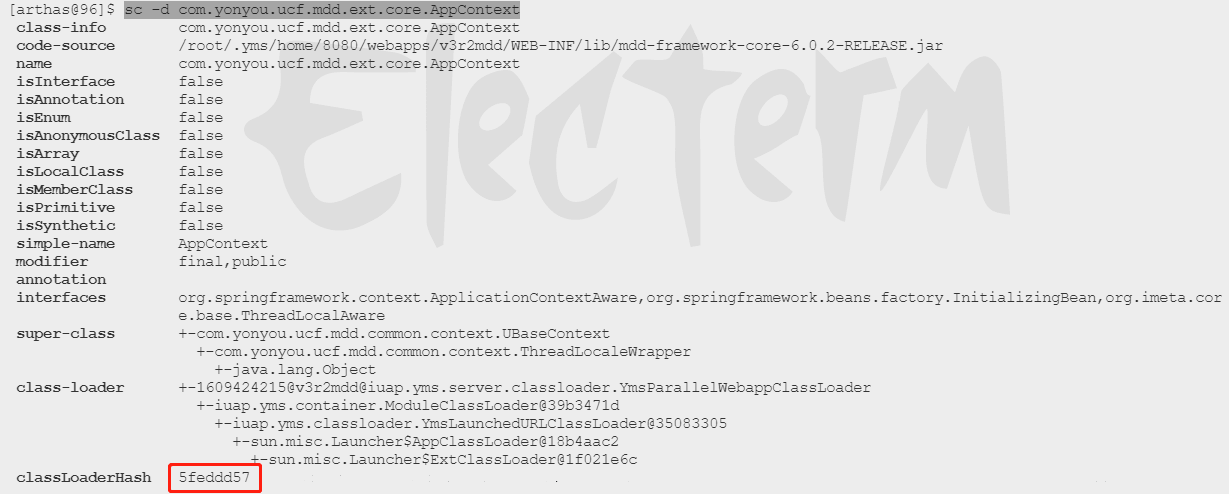 [arthas@96]$ sc -d com.yonyou.ucf.mdd.ext.core.AppContext
class-info com.yonyou.ucf.mdd.ext.core.AppContext
code-source /root/.yms/home/8080/webapps/v3r2mdd/WEB-INF/lib/mdd-framework-core-6.0.2-RELEASE.jar
name com.yonyou.ucf.mdd.ext.core.AppContext
isInterface false
isAnnotation false
isEnum false
isAnonymousClass false
isArray false
isLocalClass false
isMemberClass false
isPrimitive false
isSynthetic false
simple-name AppContext
modifier final,public
annotation
interfaces org.springframework.context.ApplicationContextAware,org.springframework.beans.factory.InitializingBean,org.imeta.cor
e.base.ThreadLocalAware
super-class +-com.yonyou.ucf.mdd.common.context.UBaseContext
+-com.yonyou.ucf.mdd.common.context.ThreadLocaleWrapper
+-java.lang.Object
class-loader +-1609424215@v3r2mdd@iuap.yms.server.classloader.YmsParallelWebappClassLoader
+-iuap.yms.container.ModuleClassLoader@39b3471d
+-iuap.yms.classloader.YmsLaunchedURLClassLoader@35083305
+-sun.misc.Launcher$AppClassLoader@18b4aac2
+-sun.misc.Launcher$ExtClassLoader@1f021e6c
classLoaderHash 5feddd57
Electerm